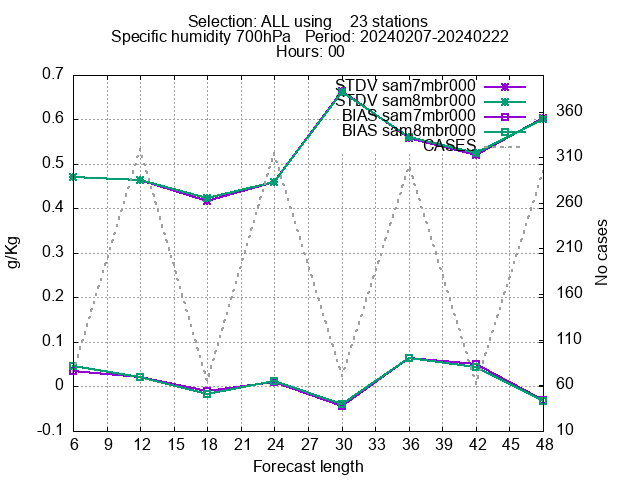 Selection: ALL using    23 stations
Specific humidity 700hPa   Period: 20240207-20240222
Hours: 00
STDV sam7mbr000
STDV sam8mbr000
BIAS sam7mbr000
BIAS sam8mbr000
CASES
0.7
0.6
0.5
0.4
0.3
0.2
0.1
0
-0.1
g/Kg
360
310
260
210
160
110
60
10
No cases
6 9 12 15 18 21 24 27 30 33 36 39 42 45 48
Forecast length